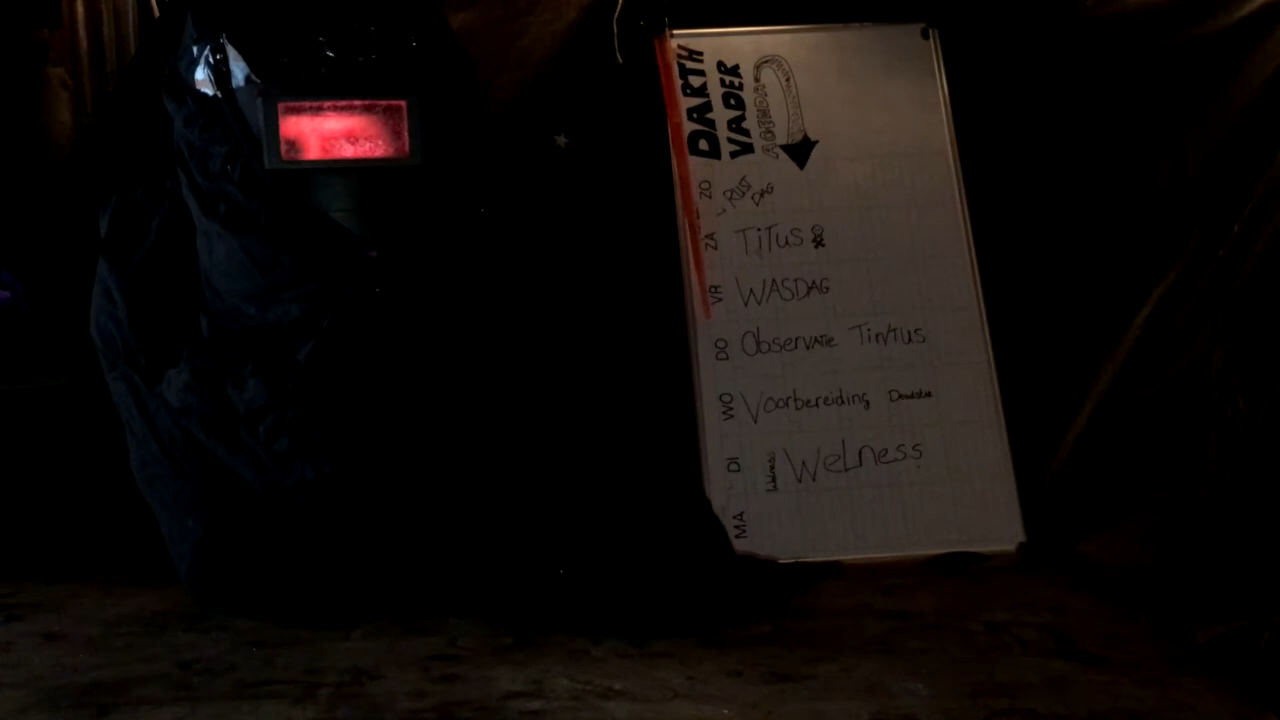 DARTH
VADER
AGENDA
ZO RUST DAG
ZA TiTUS
VR WASDAG
DO Observatie Tin/Tus
WO Voorbereiding
DI Welness
MA